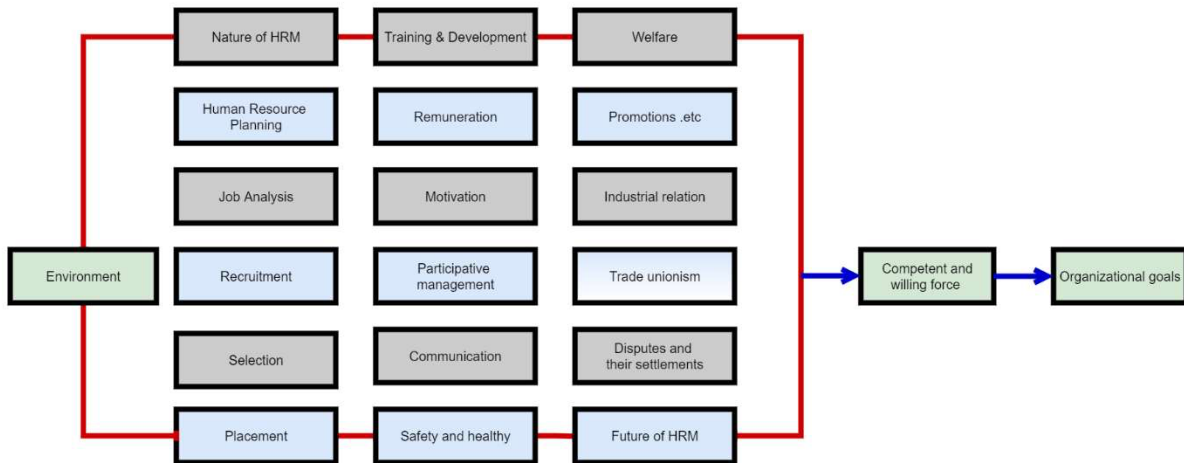 Nature of HRM
Training & Development
Welfare
Human Resource
Planning
Remuneration
Promotions .etc
Job Analysis
Motivation
Industrial relation
Environment
Recruitment
Participative
management
Trade unionism
Competent and
willing force
Organizational goals
Selection
Communication
Disputes and
their settlements
Placement
Safety and healthy
Future of HRM